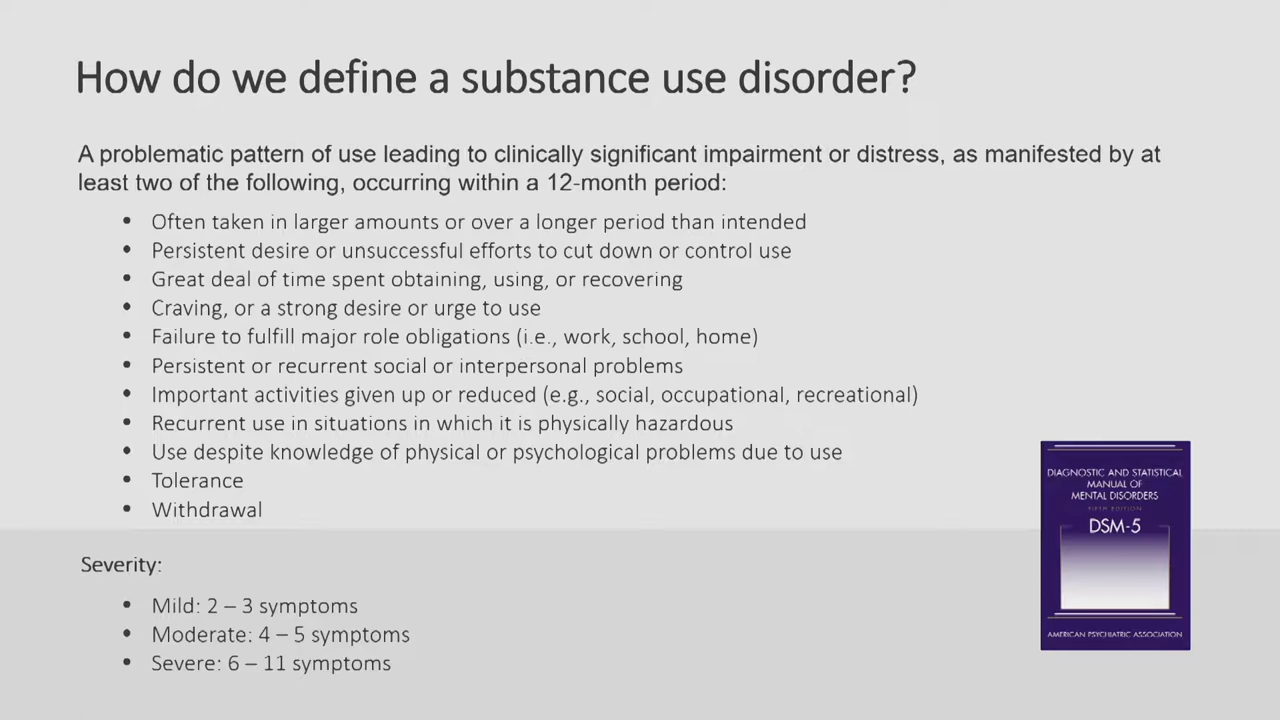 How do we define a substance use disorder?
A problematic pattern of use leading to clinically significant impairment or distress, as manifested by at
least two of the following, occurring within a 12-month period:
• Often taken in larger amounts or over a longer period than intended
• Persistent desire or unsuccessful efforts to cut down or control use
• Great deal of time spent obtaining, using, or recovering
• Craving, or a strong desire or urge to use
• Failure to fulfill major role obligations (i.e., work, school, home)
• Persistent or recurrent social or interpersonal problems
• Important activities given up or reduced (e.g., social, occupational, recreational)
• Recurrent use in situations in which it is physically hazardous
• Use despite knowledge of physical or psychological problems due to use
• Tolerance
• Withdrawal
Severity:
• Mild: 2 – 3 symptoms
• Moderate: 4 – 5 symptoms
• Severe: 6 – 11 symptoms
DIAGNOSTIC AND STATISTICAL
MANUAL OF
MENTAL DISORDERS
FIFTH EDITION
DSM-5
AMERICAN PSYCHIATRIC ASSOCIATION